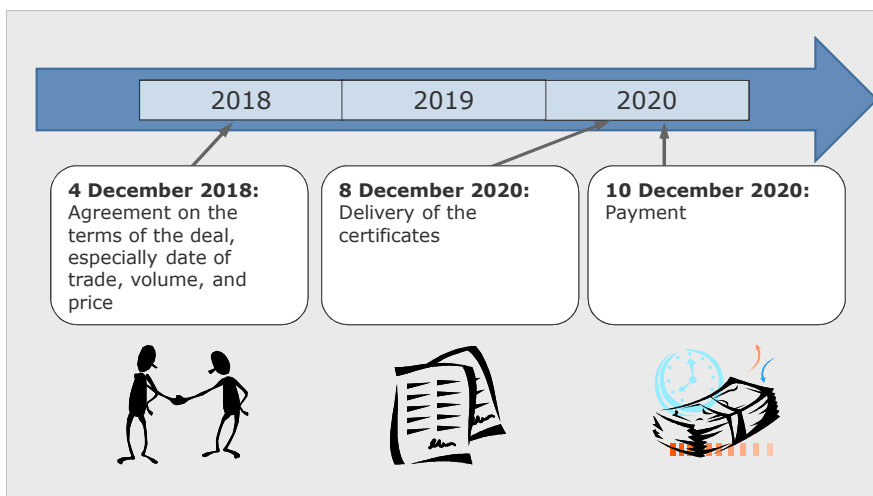 2018
2019
2020
4 December 2018:
Agreement on the
terms of the deal,
especially date of
trade, volume, and
price
8 December 2020:
Delivery of the
certificates
10 December 2020:
Payment